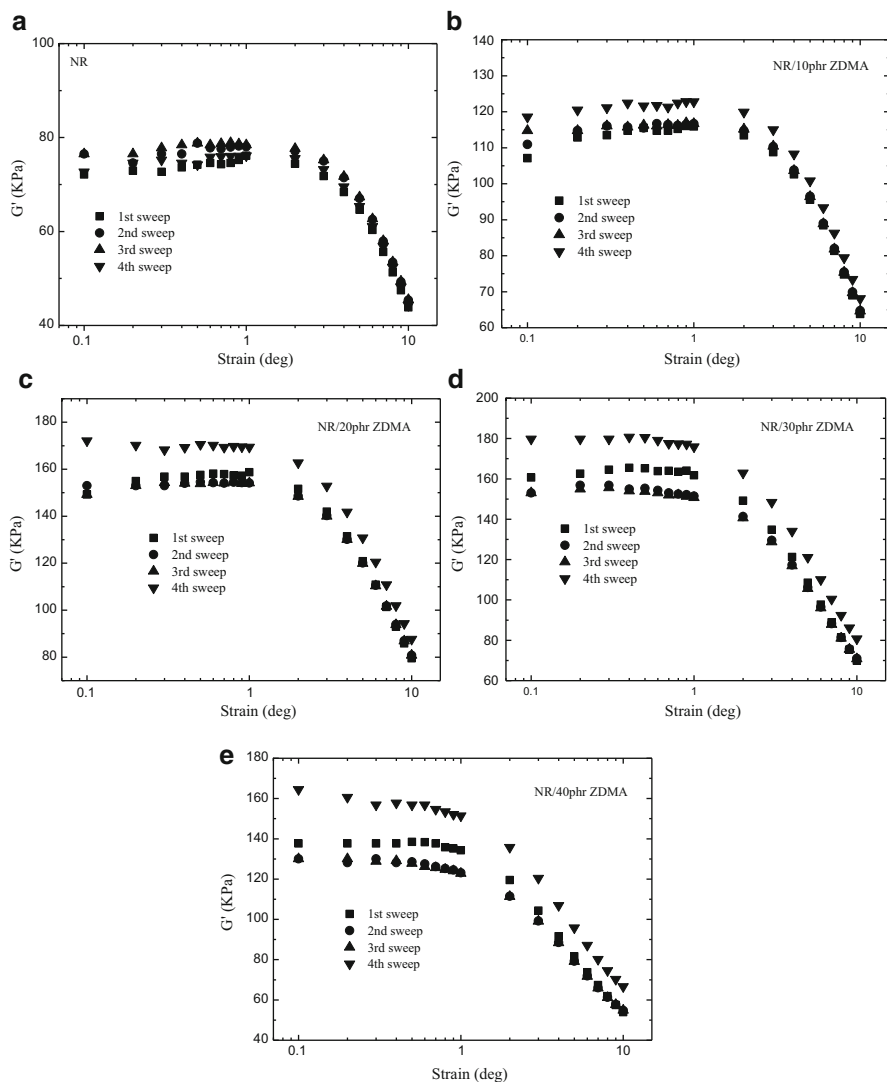 a
100
80
60
40
G' (KPa)
NR
1st sweep
2nd sweep
3rd sweep
4th sweep
0.1
1
10
Strain (deg)
b
140
130
120
110
100
90
80
70
60
G' (KPa)
NR/10phr ZDMA
1st sweep
2nd sweep
3rd sweep
4th sweep
0.1
1
10
Strain (deg)
c
180
160
140
120
100
80
G' (KPa)
NR/20phr ZDMA
1st sweep
2nd sweep
3rd sweep
4th sweep
0.1
1
10
Strain (deg)
d
200
180
160
140
120
100
80
60
G' (KPa)
NR/30phr ZDMA
1st sweep
2nd sweep
3rd sweep
4th sweep
0.1
1
10
Strain (deg)
e
180
160
140
120
100
80
60
40
G' (KPa)
NR/40phr ZDMA
1st sweep
2nd sweep
3rd sweep
4th sweep
0.1
1
10
Strain (deg)